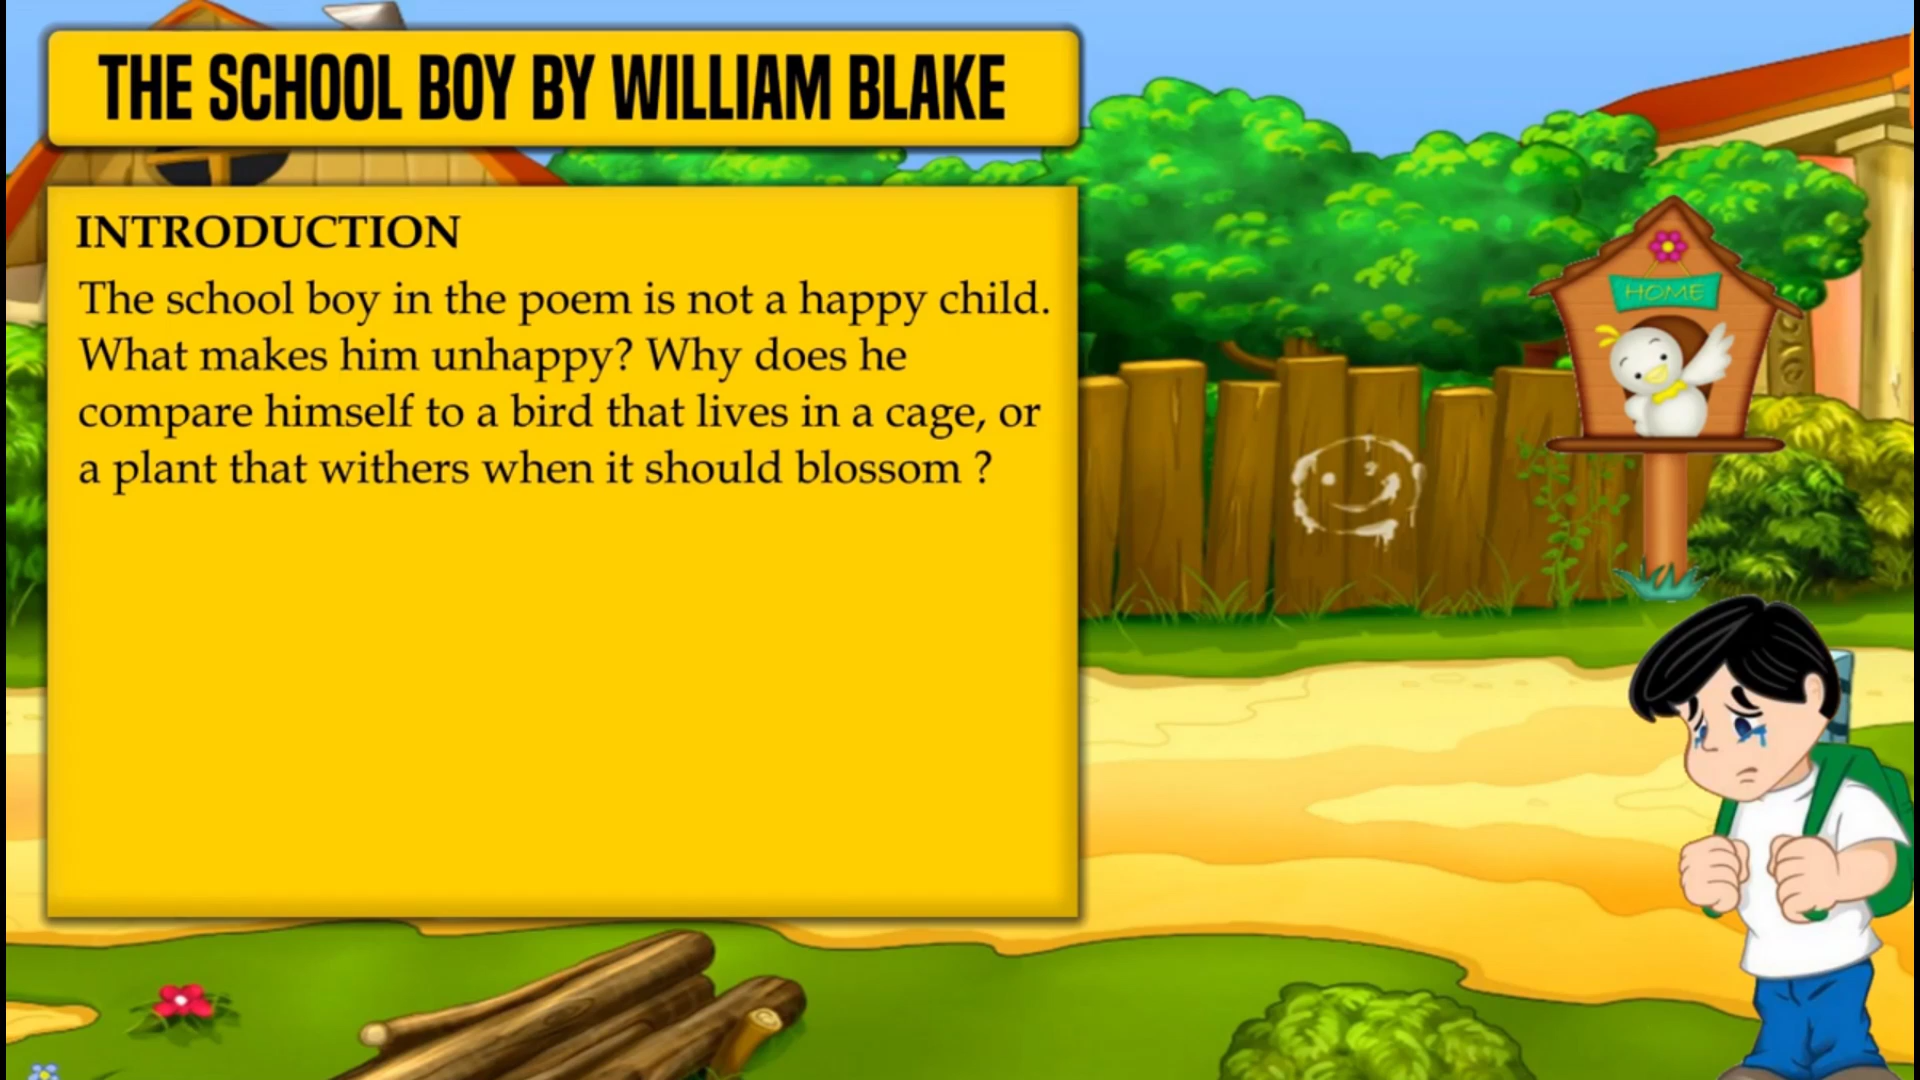 THE SCHOOL BOY BY WILLIAM BLAKE
INTRODUCTION
The school boy in the poem is not a happy child.
What makes him unhappy? Why does he
compare himself to a bird that lives in a cage, or
a plant that withers when it should blossom ?
HOME